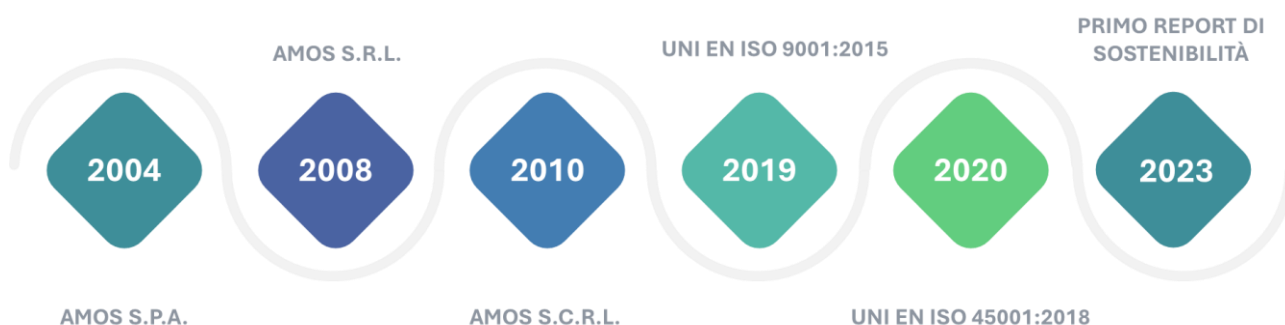 PRIMO REPORT DI
SOSTENIBILITÀ
AMOS S.R.L.
UNI EN ISO 9001:2015
2004
2008
2010
2019
2020
2023
AMOS S.P.A.
AMOS S.C.R.L.
UNI EN ISO 45001:2018